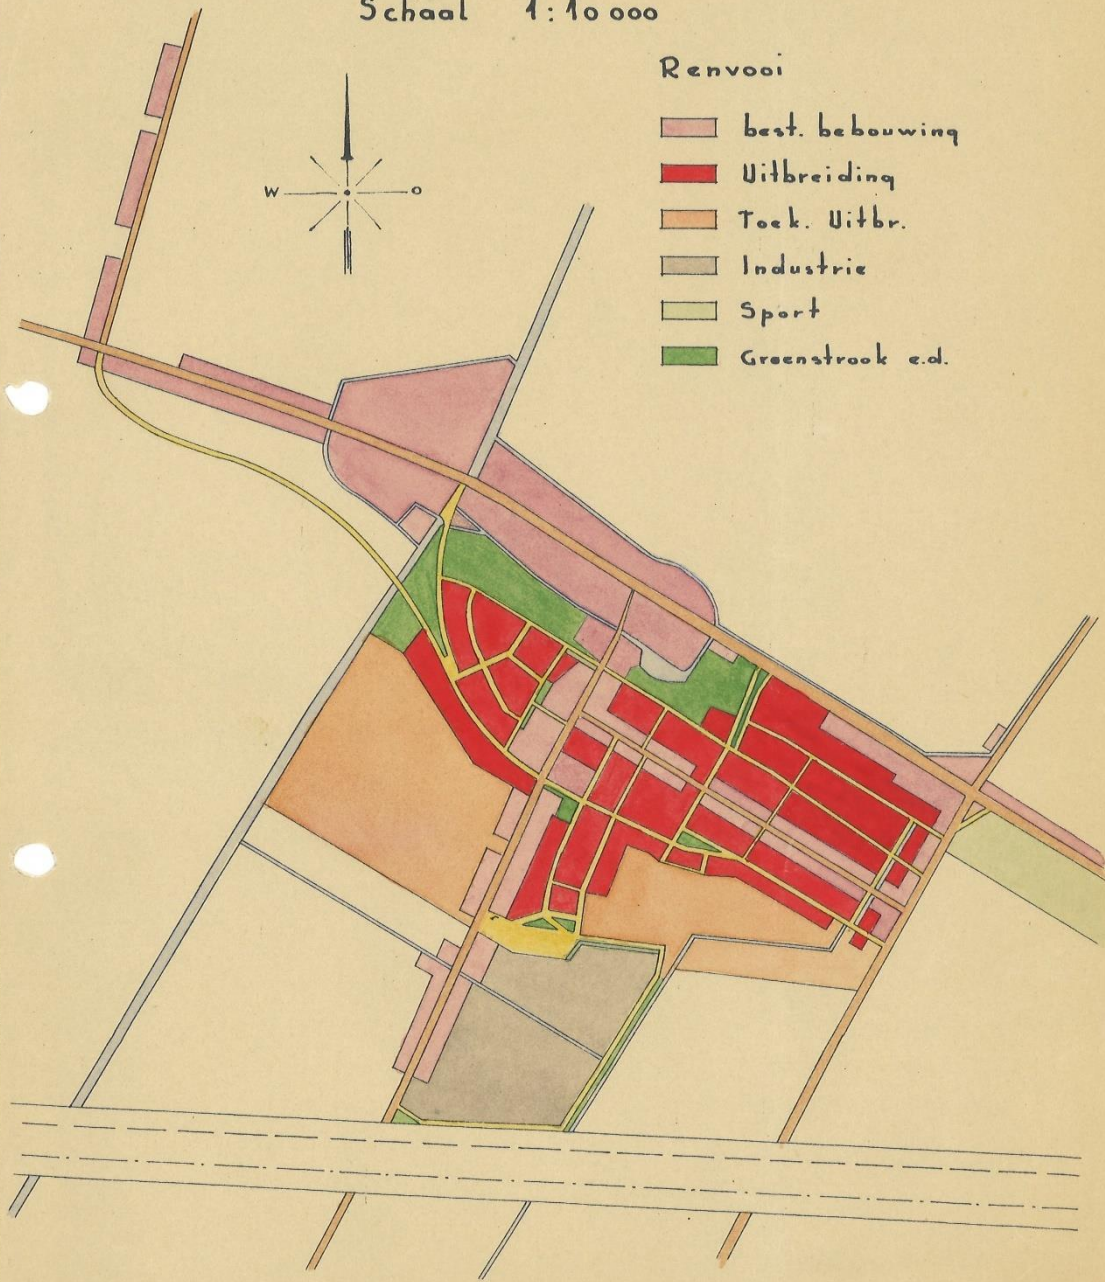 Schaal 1:10 000
Renvooi
best. bebouwing
Uitbreiding
Toek. Uitbr.
Industrie
Sport
Groenstrook e.d.
W O